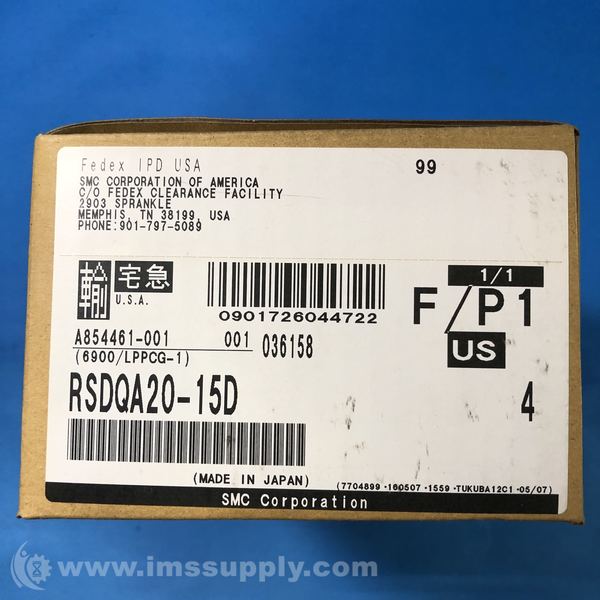 Fedex IPD USA 99
SMC CORPORATION OF AMERICA
C/O FEDEX CLEARANCE FACILITY
2903 SPRANKLE
MEMPHIS, TN 38199, USA
PHONE:901-797-5089
輸 宅急
U.S.A.
0901726044722
1/1
F/P1
US
A854461-001 001 036158
(6900/LPPCG-1)
RSDQA20-15D 4
(MADE IN JAPAN)
(7704899 -160507 -1559 -TUKUBA12C1 -05/07)
SMC Corporation
© www.imssupply.com